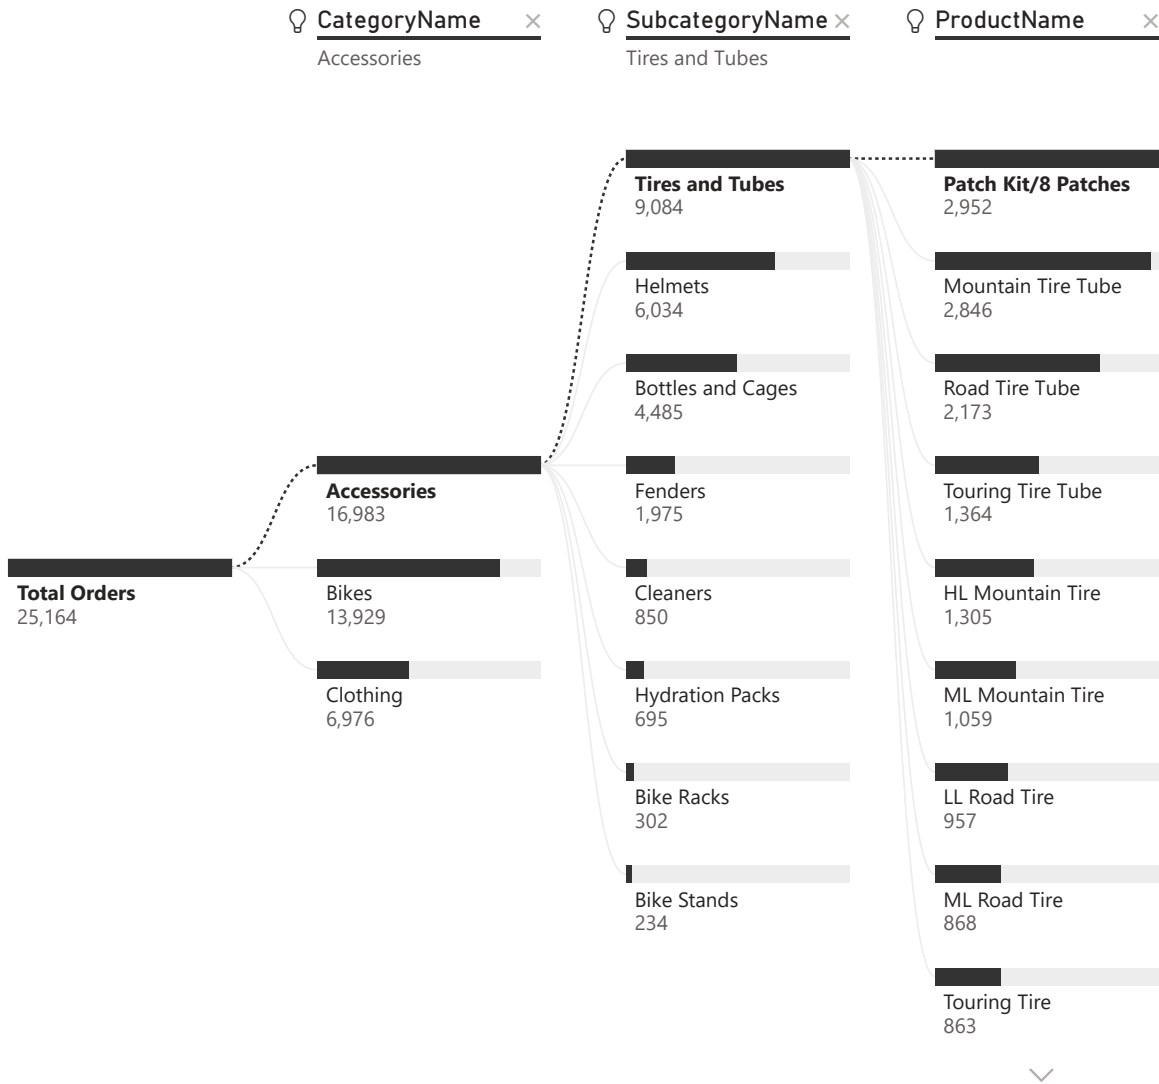 CategoryName
Accessories
SubcategoryName
Tires and Tubes
ProductName
Total Orders
25,164
Accessories
16,983
Bikes
13,929
Clothing
6,976
Tires and Tubes
9,084
Helmets
6,034
Bottles and Cages
4,485
Fenders
1,975
Cleaners
850
Hydration Packs
695
Bike Racks
302
Bike Stands
234
Patch Kit/8 Patches
2,952
Mountain Tire Tube
2,846
Road Tire Tube
2,173
Touring Tire Tube
1,364
HL Mountain Tire
1,305
ML Mountain Tire
1,059
LL Road Tire
957
ML Road Tire
868
Touring Tire
863